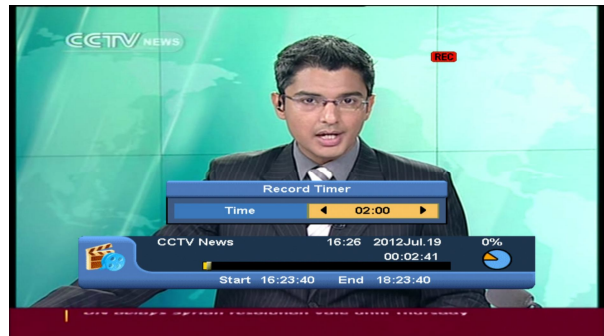 CCTV NEWS
REC
Record Timer
Time 02:00
CCTV News 16:26 2012Jul.19 0%
00:02:41
Start 16:23:40 End 18:23:40